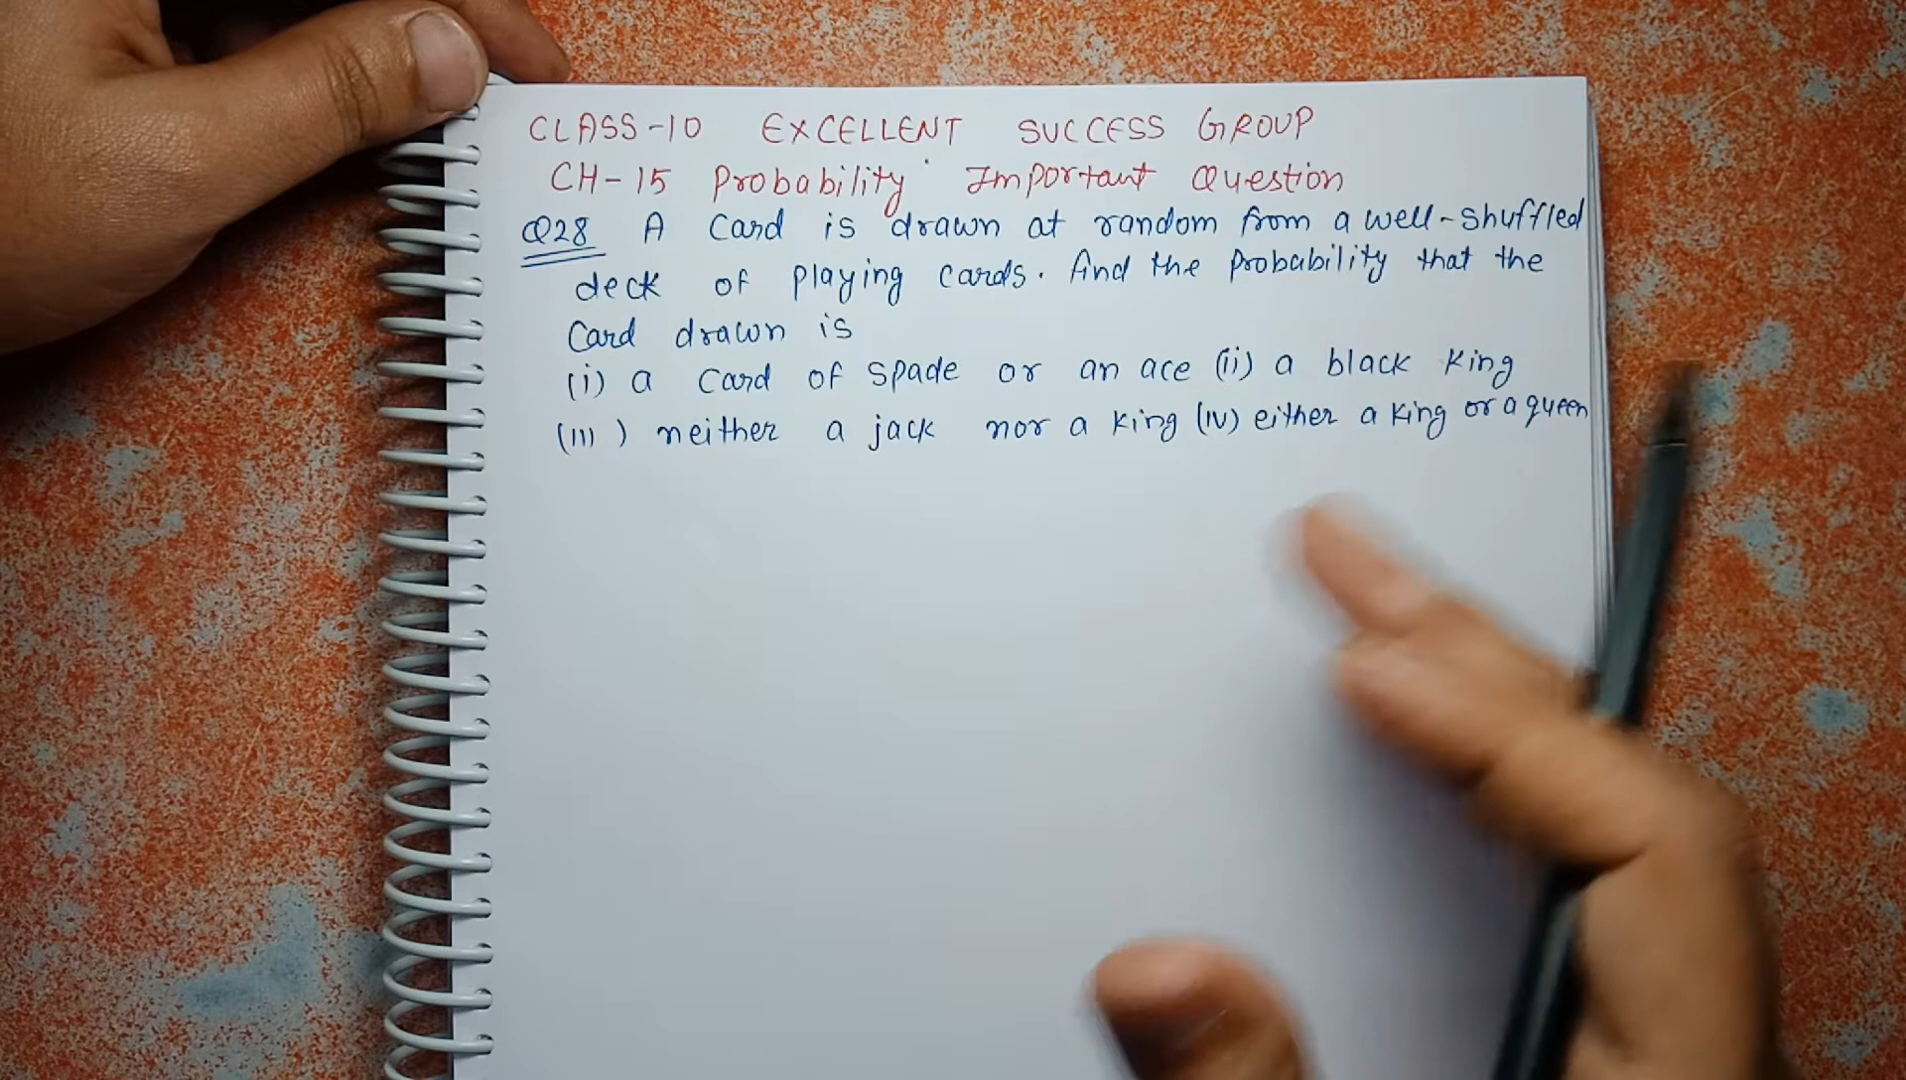 CLASS-10 EXCELLENT SUCCESS GROUP
CH-15 Probability Important Question
Q28 A Card is drawn at random from a well-shuffled
deck of playing cards. find the probability that the
Card drawn is
(i) a card of spade or an ace (ii) a black king
(iii) neither a jack nor a king (iv) either a king or a queen